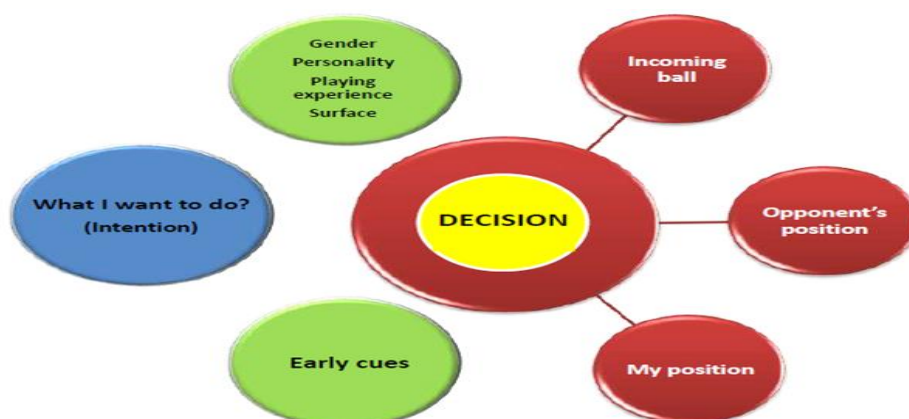 Gender
Personality
Playing
experience
Surface
Incoming
ball
What I want to do?
(Intention)
DECISION
Opponent's
position
Early cues
My position